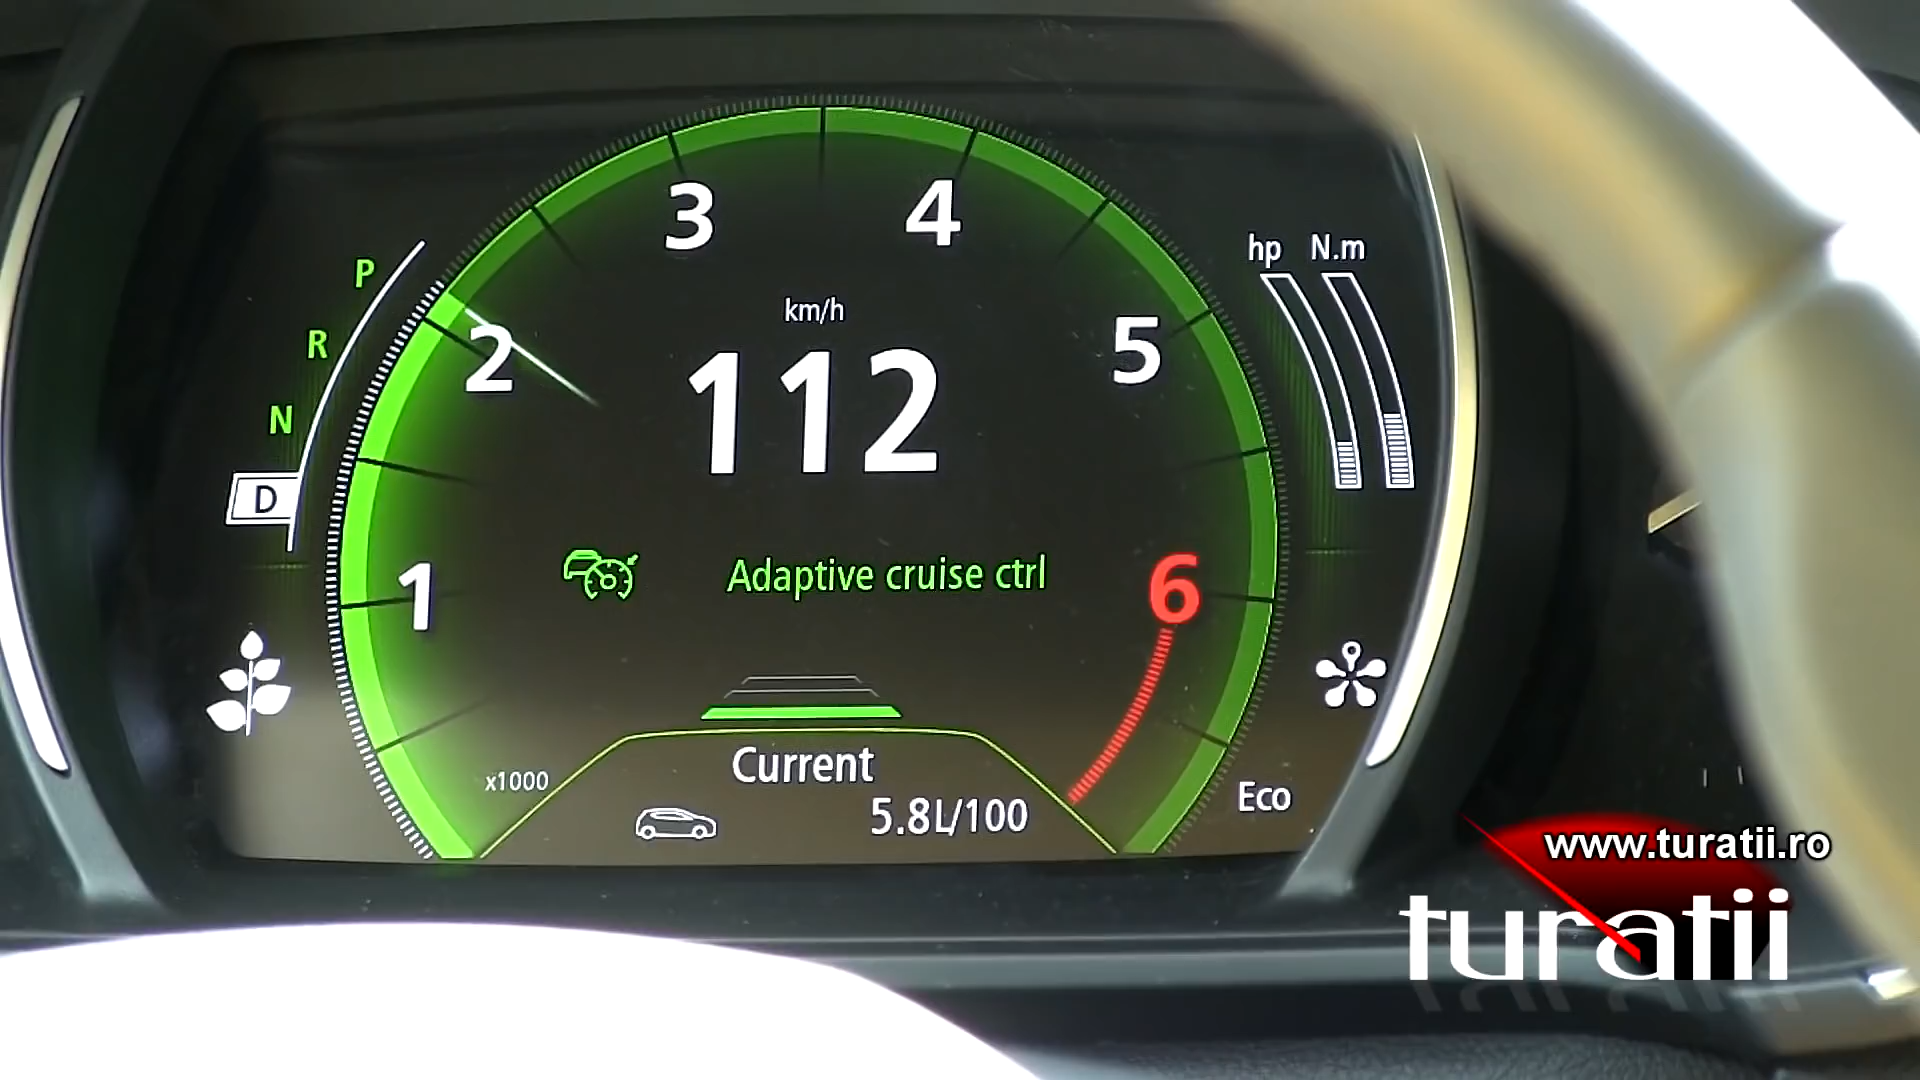 P
R
N
D
1
2
3
4
5
6
km/h
112
Adaptive cruise ctrl
x1000
Current
5.8L/100
hp N.m
Eco
www.turatii.ro
turatii